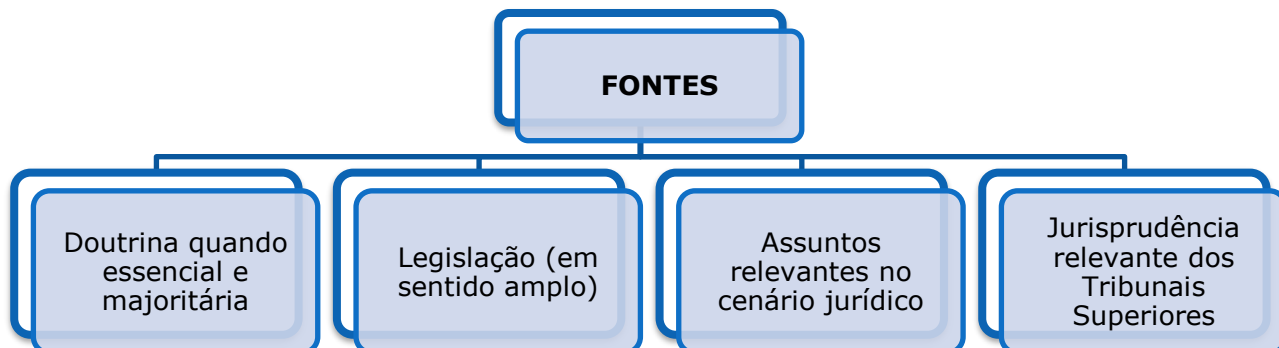 FONTES
Doutrina quando
essencial e
majoritária
Legislação (em
sentido amplo)
Assuntos
relevantes no
cenário jurídico
Jurisprudência
relevante dos
Tribunais
Superiores